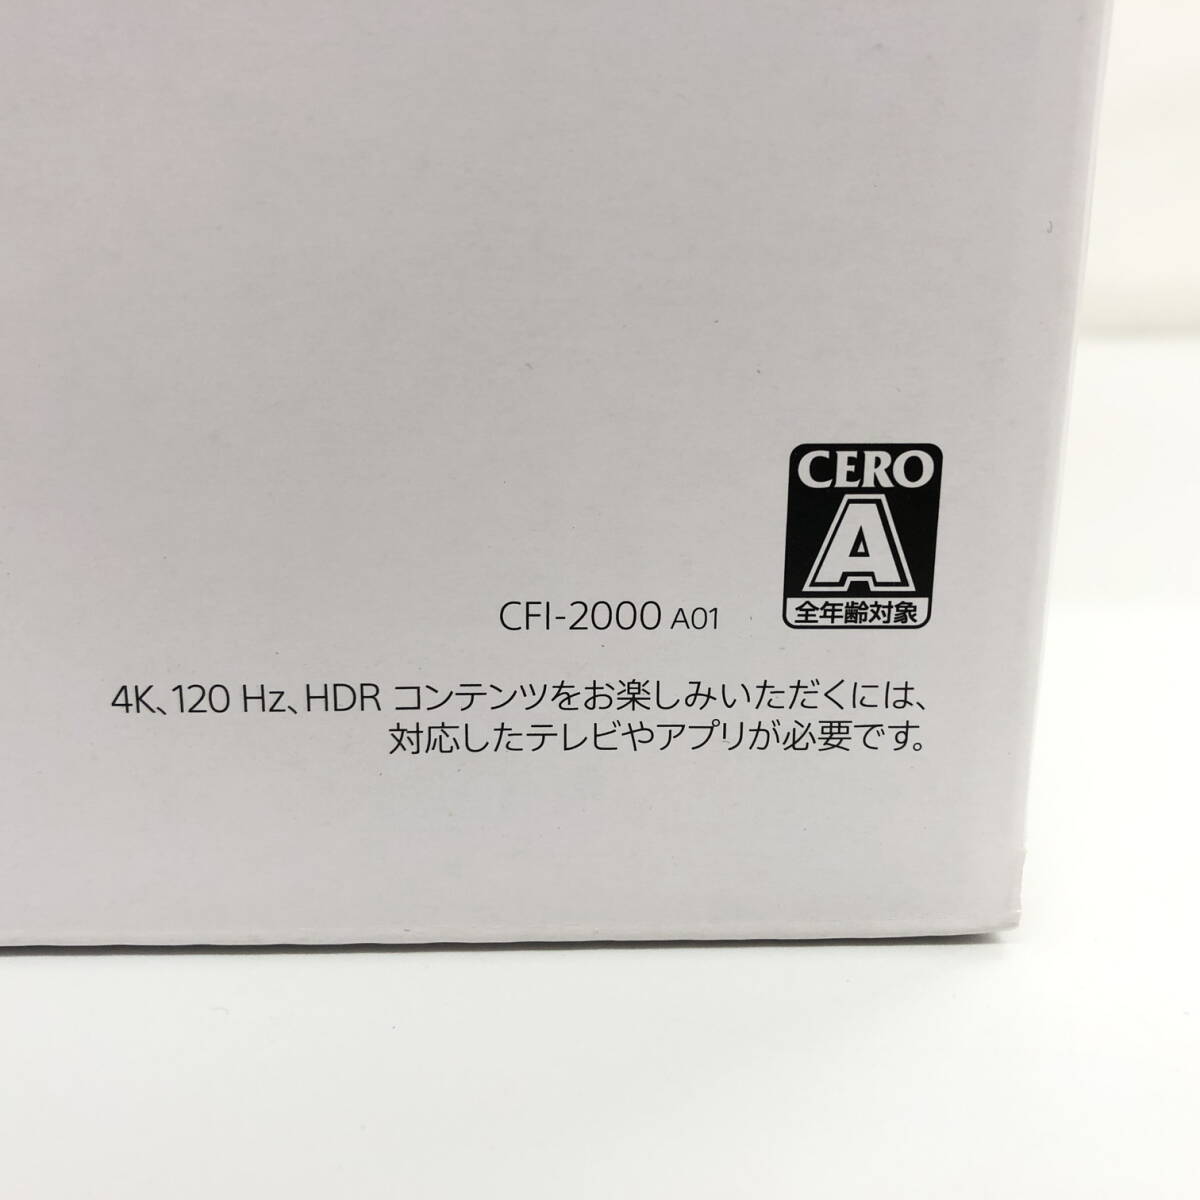 CERO
A
全年齢対象
CFI-2000 A01
4K、120 Hz、HDR コンテンツをお楽しみいただくには、
対応したテレビやアプリが必要です。